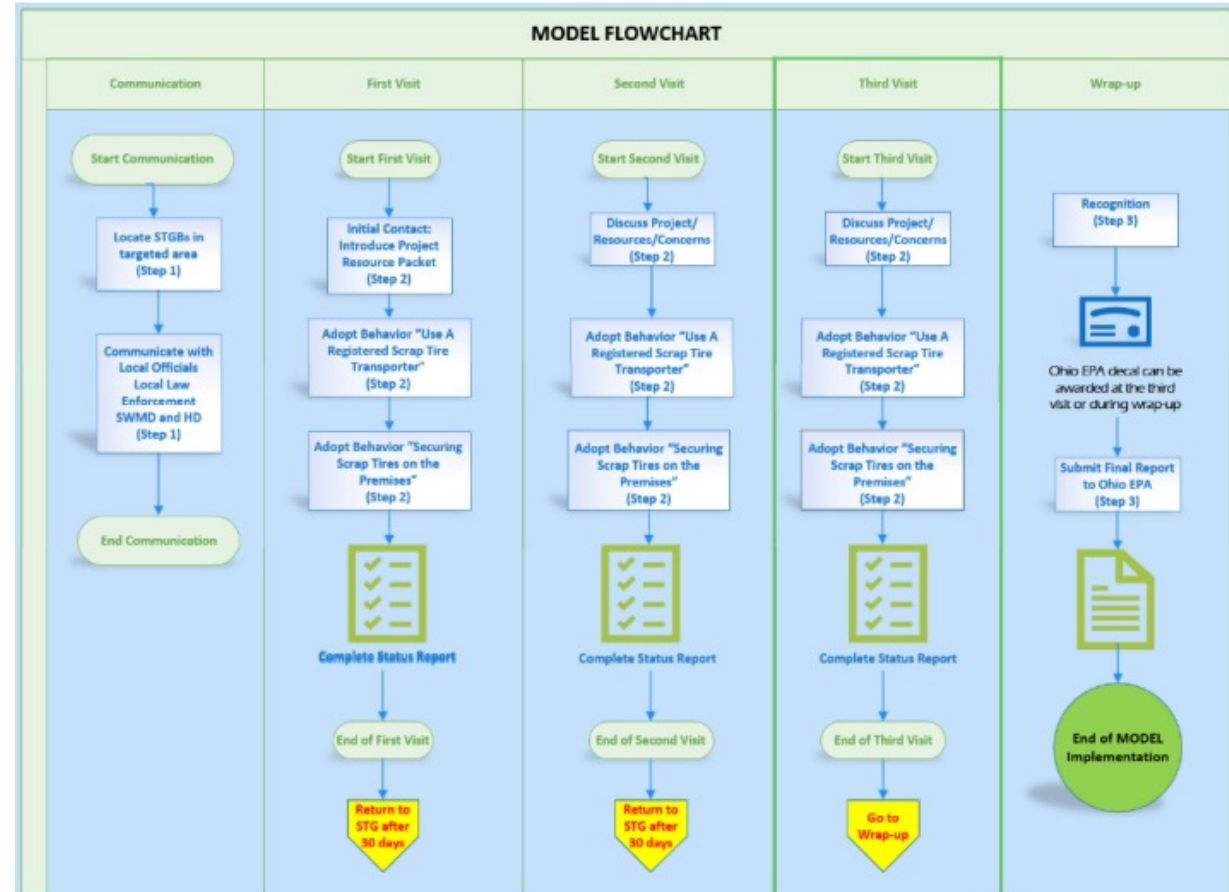 MODEL FLOWCHART
Communication
First Visit
Second Visit
Third Visit
Wrap-up
Start Communication
Locate STGBs in
targeted area
(Step 1)
Communicate with
Local Officials
Local Law
Enforcement
SWMD and HD
(Step 1)
End Communication
Start First Visit
Initial Contact:
Introduce Project
Resource Packet
(Step 2)
Adopt Behavior "Use A
Registered Scrap Tire
Transporter"
(Step 2)
Adopt Behavior "Securing
Scrap Tires on the
Premises"
(Step 2)
Complete Status Report
End of First Visit
Return to
STG after
30 days
Start Second Visit
Discuss Project/
Resources/Concerns
(Step 2)
Adopt Behavior "Use A
Registered Scrap Tire
Transporter"
(Step 2)
Adopt Behavior "Securing
Scrap Tires on the
Premises"
(Step 2)
Complete Status Report
End of Second Visit
Return to
STG after
30 days
Start Third Visit
Discuss Project/
Resources/Concerns
(Step 2)
Adopt Behavior "Use A
Registered Scrap Tire
Transporter"
(Step 2)
Adopt Behavior "Securing
Scrap Tires on the
Premises"
(Step 2)
Complete Status Report
End of Third Visit
Go to
Wrap-up
Recognition
(Step 3)
Ohio EPA decal can be
awarded at the third
visit or during wrap-up
Submit Final Report
to Ohio EPA
(Step 3)
End of MODEL
Implementation